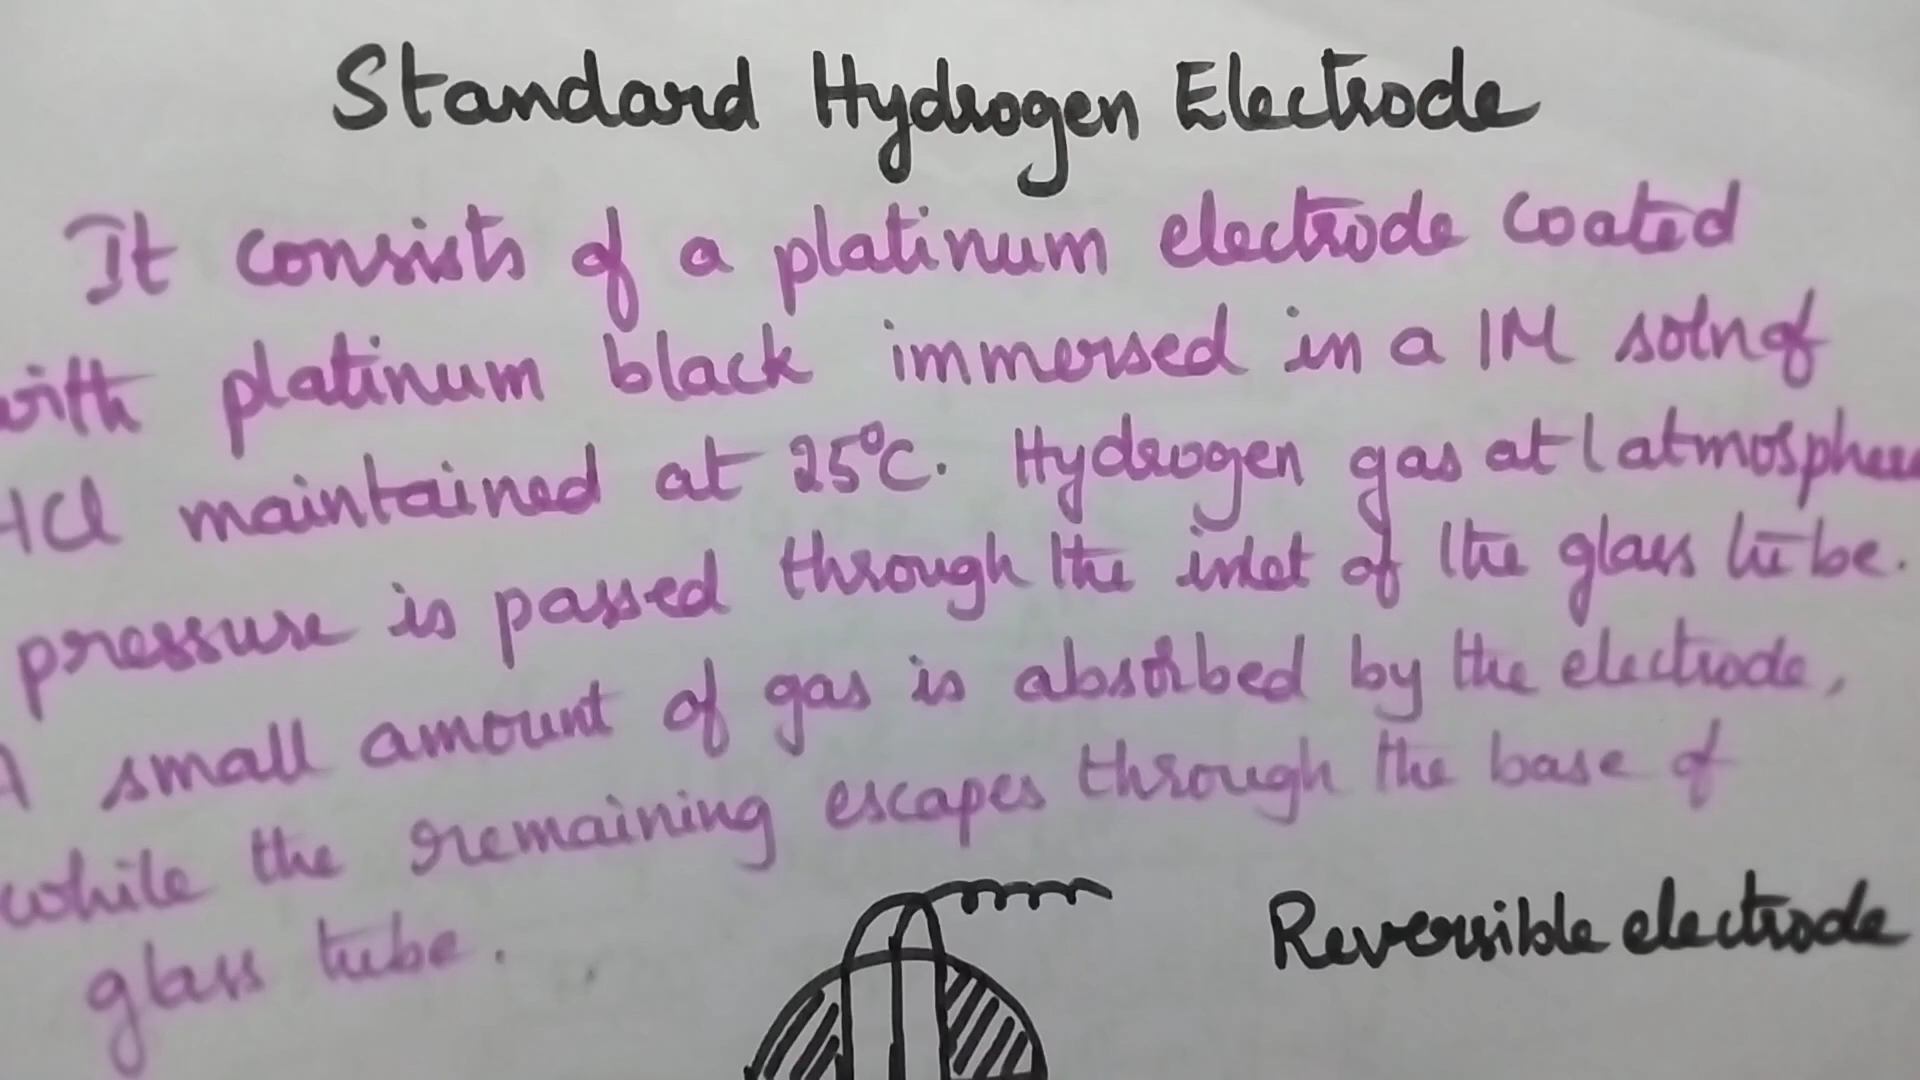 Standard Hydrogen Electrode
It consists of a platinum electrode coated
with platinum black immersed in a 1M soln of
HCl maintained at 25°C. Hydrogen gas at 1 atmosphere
pressure is passed through the inlet of the glass tube.
A small amount of gas is absorbed by the electrode,
while the remaining escapes through the base of
glass tube.
Reversible electrode